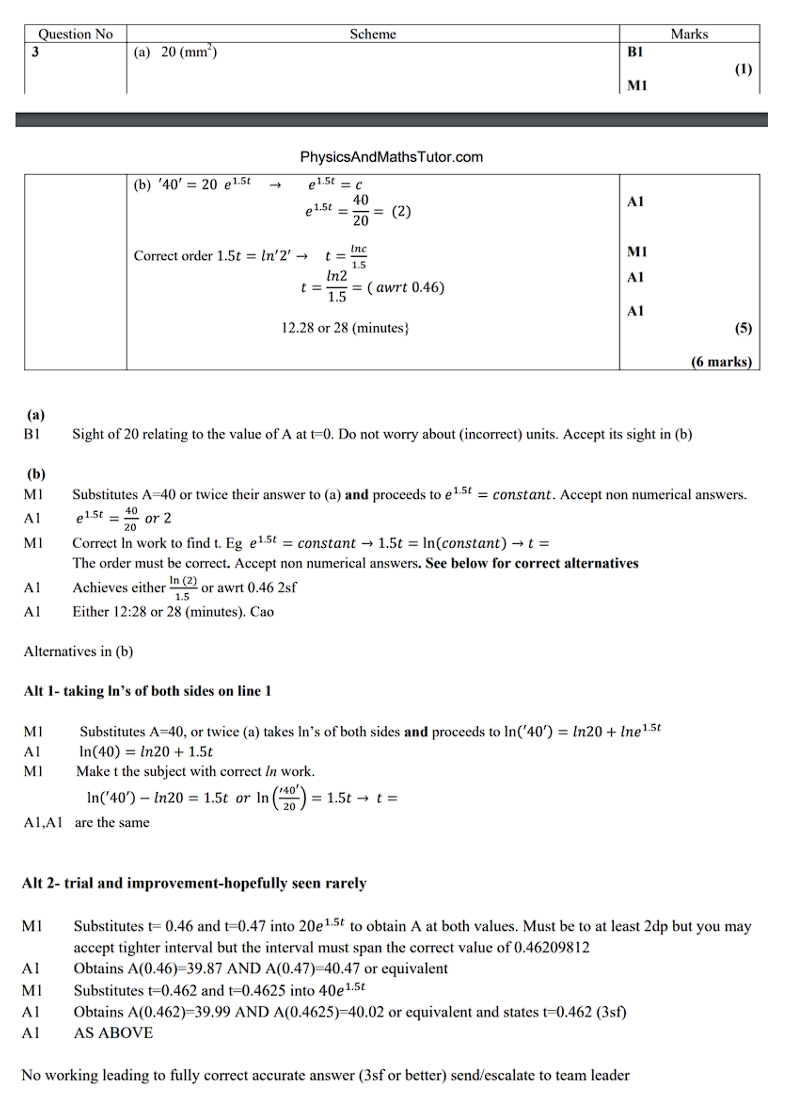 Question No Scheme Marks
3 (a) 20 (mm²) B1
(1)
M1
PhysicsAndMathsTutor.com
(b) '40' = 20 e^{1.5t} → e^{1.5t} = c
e^{1.5t} = 40/20 = (2) A1
Correct order 1.5t = ln'2' → t = lnc/1.5 M1
t = ln2/1.5 = ( awrt 0.46) A1
A1
12.28 or 28 (minutes} (5)
(6 marks)
(a)
B1 Sight of 20 relating to the value of A at t=0. Do not worry about (incorrect) units. Accept its sight in (b)
(b)
M1 Substitutes A=40 or twice their answer to (a) and proceeds to e^{1.5t} = constant. Accept non numerical answers.
A1 e^{1.5t} = 40/20 or 2
M1 Correct ln work to find t. Eg e^{1.5t} = constant → 1.5t = ln(constant) → t =
The order must be correct. Accept non numerical answers. See below for correct alternatives
A1 Achieves either ln (2)/1.5 or awrt 0.46 2sf
A1 Either 12:28 or 28 (minutes). Cao
Alternatives in (b)
Alt 1- taking ln's of both sides on line 1
M1 Substitutes A=40, or twice (a) takes ln's of both sides and proceeds to ln('40') = ln20 + lne^{1.5t}
A1 ln(40) = ln20 + 1.5t
M1 Make t the subject with correct ln work.
ln('40') − ln20 = 1.5t or ln ('40'/20) = 1.5t → t =
A1,A1 are the same
Alt 2- trial and improvement-hopefully seen rarely
M1 Substitutes t= 0.46 and t=0.47 into 20e^{1.5t} to obtain A at both values. Must be to at least 2dp but you may
accept tighter interval but the interval must span the correct value of 0.46209812
A1 Obtains A(0.46)=39.87 AND A(0.47)=40.47 or equivalent
M1 Substitutes t=0.462 and t=0.4625 into 40e^{1.5t}
A1 Obtains A(0.462)=39.99 AND A(0.4625)=40.02 or equivalent and states t=0.462 (3sf)
A1 AS ABOVE
No working leading to fully correct accurate answer (3sf or better) send/escalate to team leader